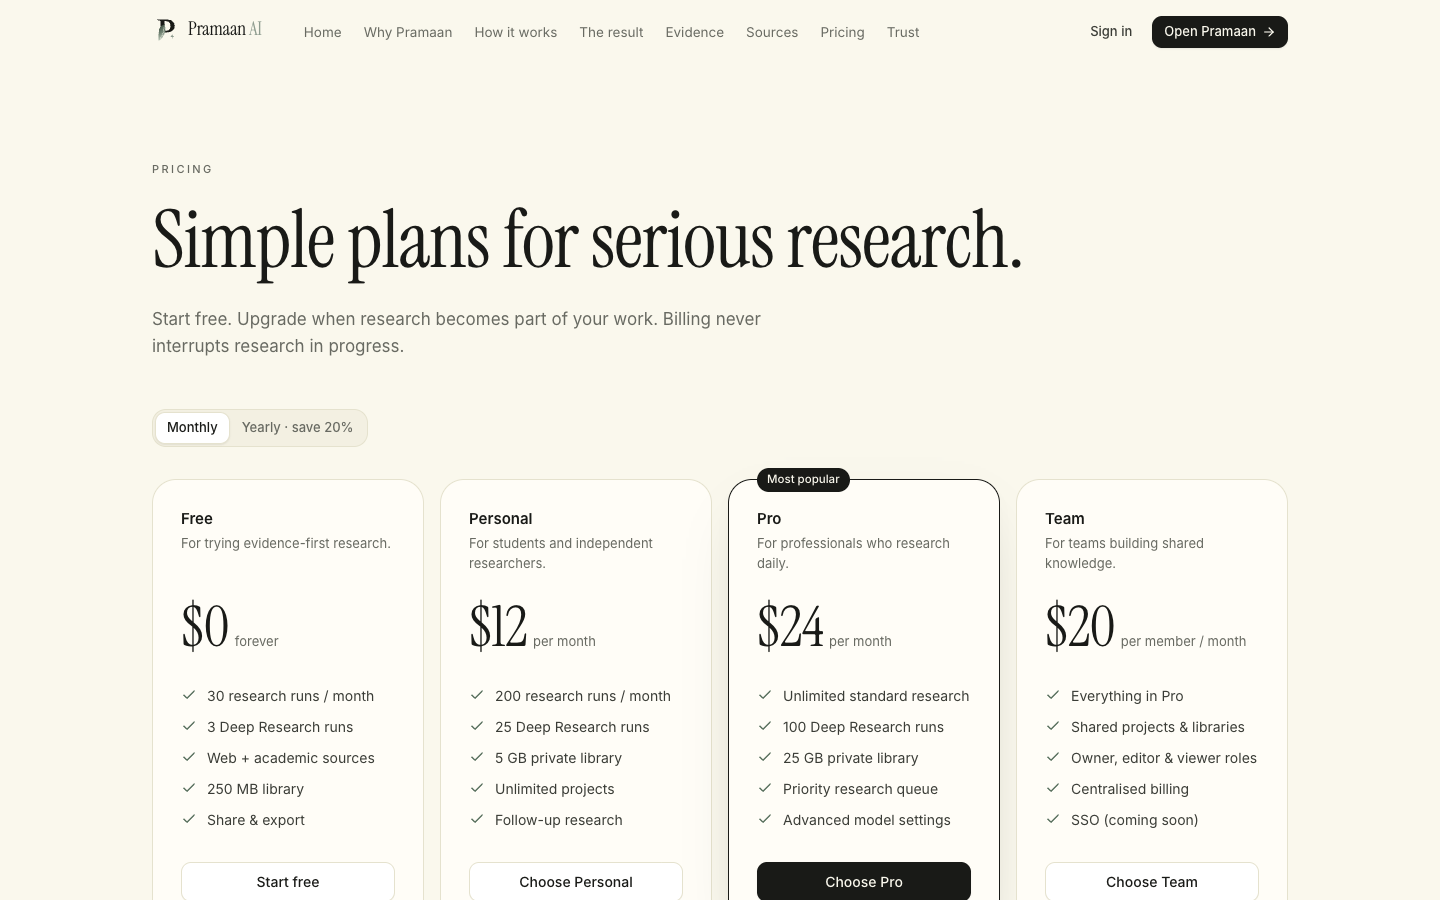 Pramaan AI
Home
Why Pramaan
How it works
The result
Evidence
Sources
Pricing
Trust
Sign in
Open Pramaan →
PRICING
Simple plans for serious research.
Start free. Upgrade when research becomes part of your work. Billing never
interrupts research in progress.
Monthly
Yearly · save 20%
Free
For trying evidence-first research.
$0 forever
30 research runs / month
3 Deep Research runs
Web + academic sources
250 MB library
Share & export
Start free
Personal
For students and independent
researchers.
$12 per month
200 research runs / month
25 Deep Research runs
5 GB private library
Unlimited projects
Follow-up research
Choose Personal
Most popular
Pro
For professionals who research
daily.
$24 per month
Unlimited standard research
100 Deep Research runs
25 GB private library
Priority research queue
Advanced model settings
Choose Pro
Team
For teams building shared
knowledge.
$20 per member / month
Everything in Pro
Shared projects & libraries
Owner, editor & viewer roles
Centralised billing
SSO (coming soon)
Choose Team